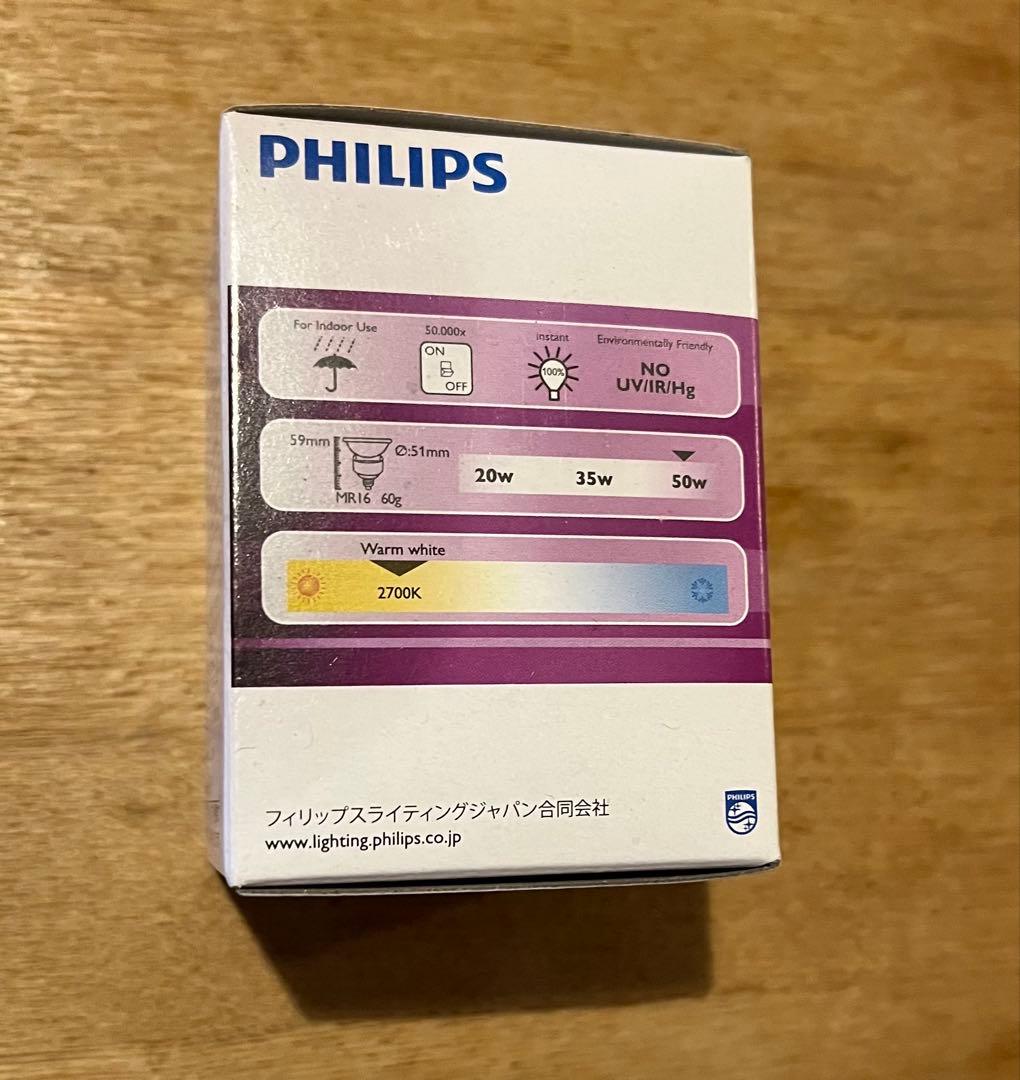 PHILIPS
For Indoor Use 50.000x instant Environmentally Friendly
ON
OFF
100%
NO
UV/IR/Hg
59mm Ø:51mm
MR16 60g
20w 35w 50w
Warm white
2700K
フィリップスライティングジャパン合同会社
www.lighting.philips.co.jp
PHILIPS